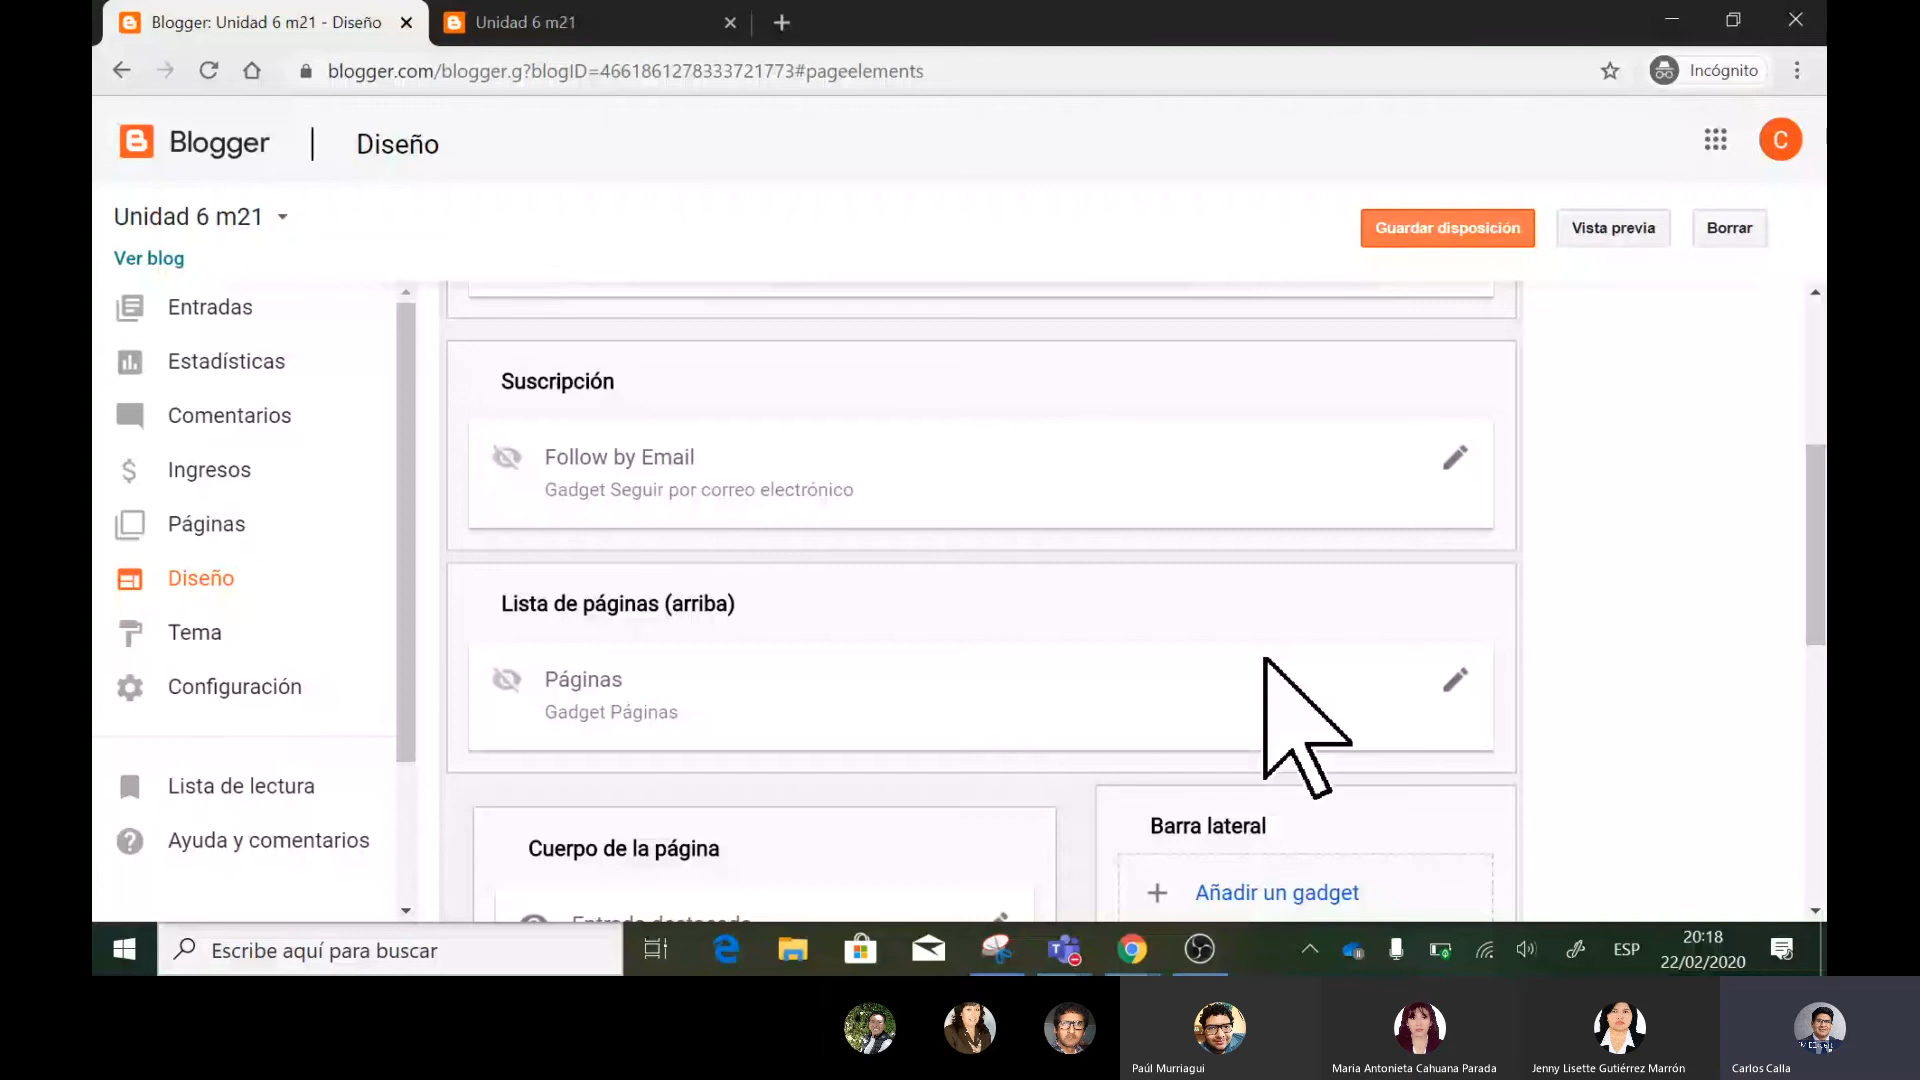 Blogger: Unidad 6 m21 - Diseño
Unidad 6 m21
blogger.com/blogger.g?blogID=4661861278333721773#pageelements
Incógnito
Blogger | Diseño
C
Unidad 6 m21
Guardar disposición
Vista previa
Borrar
Ver blog
Entradas
Estadísticas
Comentarios
Ingresos
Páginas
Diseño
Tema
Configuración
Lista de lectura
Ayuda y comentarios
Suscripción
Follow by Email
Gadget Seguir por correo electrónico
Lista de páginas (arriba)
Páginas
Gadget Páginas
Cuerpo de la página
Entrada destacada
Barra lateral
Añadir un gadget
Escribe aquí para buscar
ESP
20:18
22/02/2020
Paúl Murriagui
Maria Antonieta Cahuana Parada
Jenny Lisette Gutiérrez Marrón
Carlos Calla